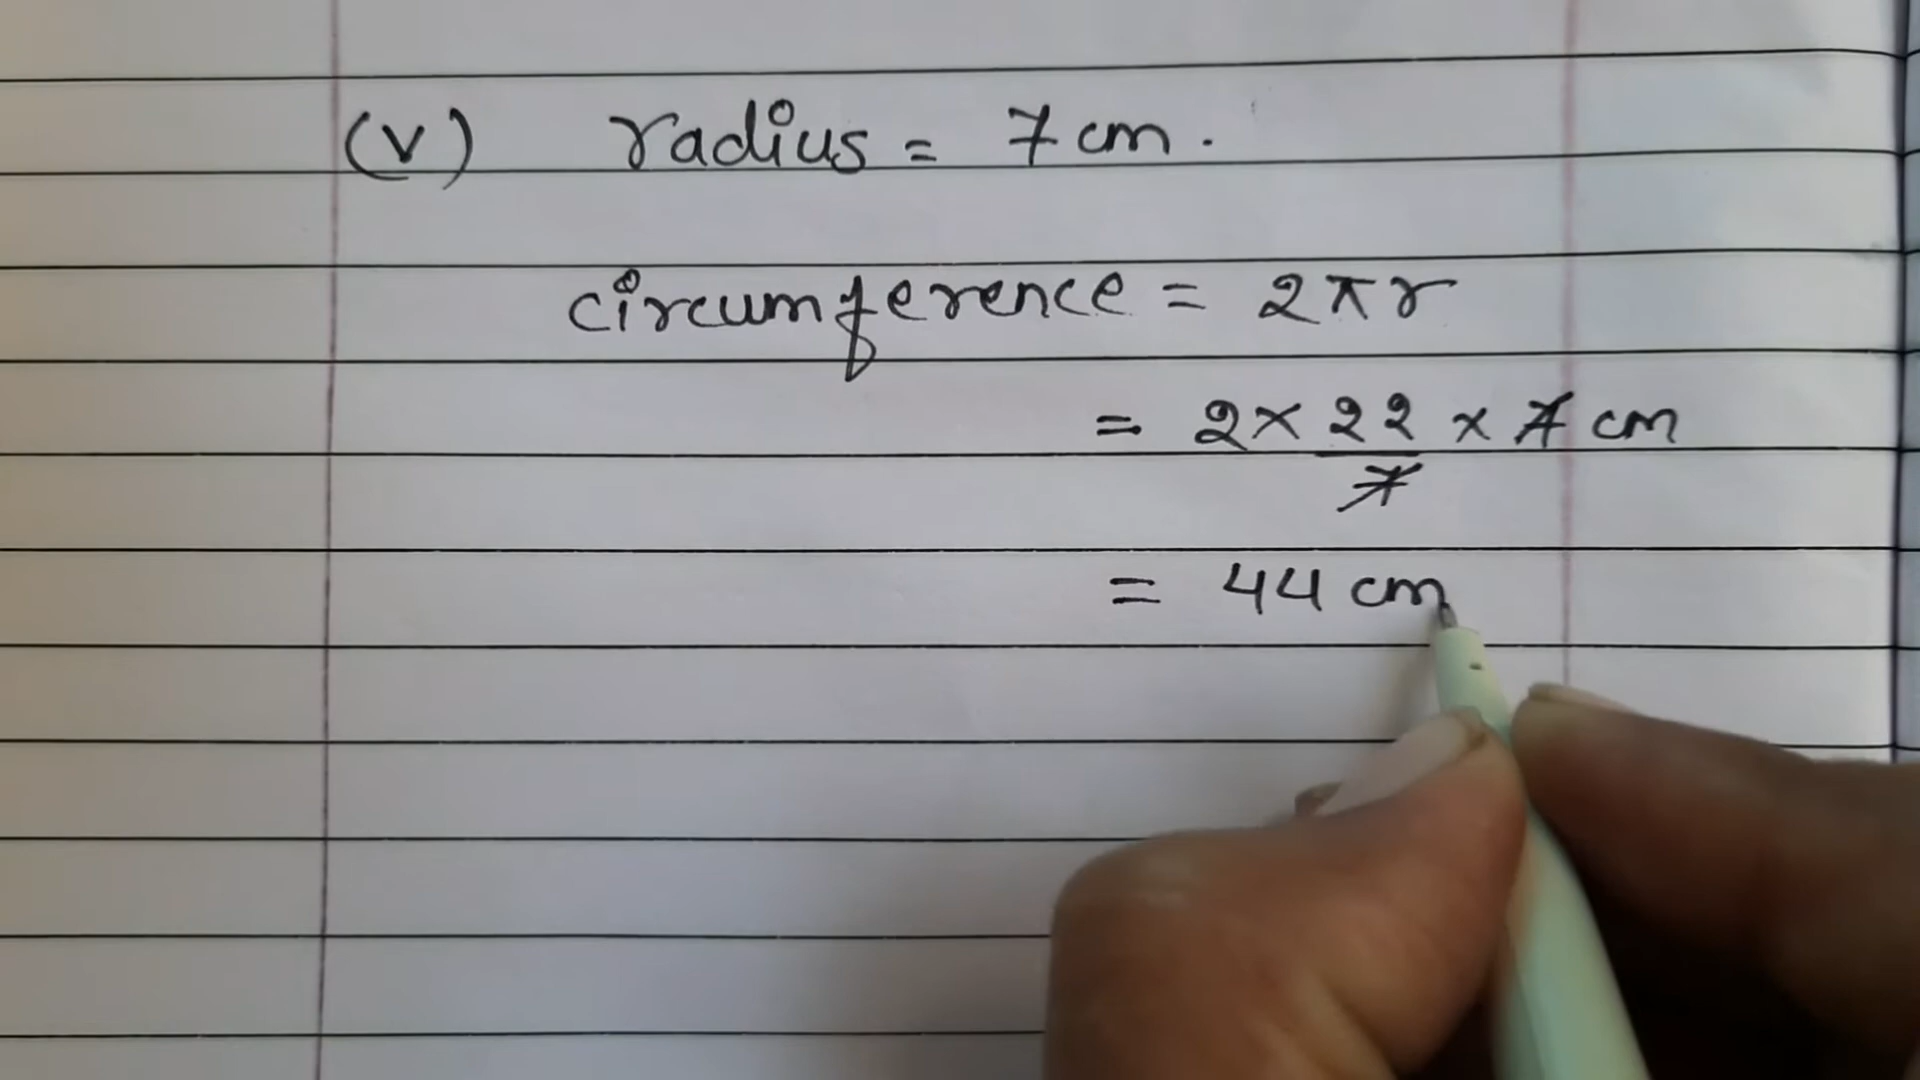 (v) radius = 7 cm.
circumference = 2πr
= 2 × 22/7 × 7 cm
= 44 cm